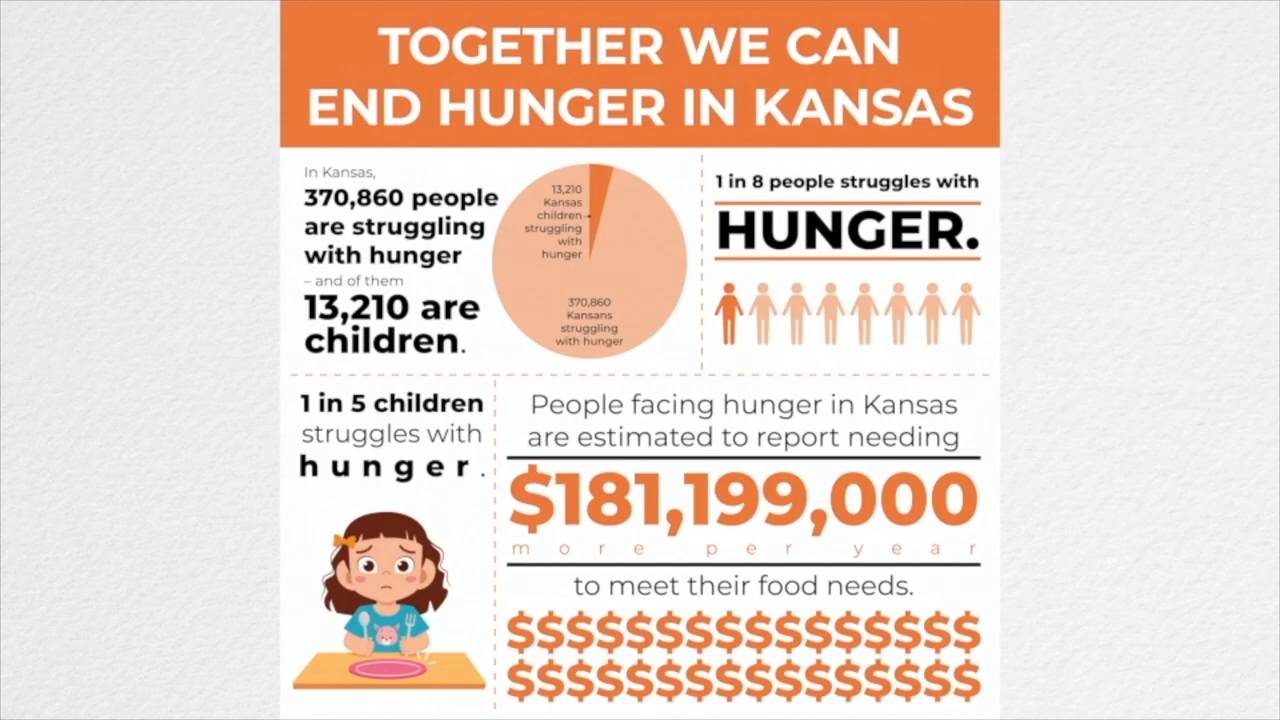 TOGETHER WE CAN
END HUNGER IN KANSAS
In Kansas,
370,860 people
are struggling
with hunger
– and of them
13,210 are
children.
13,210
Kansas
children
struggling
with
hunger
370,860
Kansans
struggling
with hunger
1 in 8 people struggles with
HUNGER.
1 in 5 children
struggles with
hunger.
People facing hunger in Kansas
are estimated to report needing
$181,199,000
more per year
to meet their food needs.
$$$$$$$$$$$$$$$$
$$$$$$$$$$$$$$$$